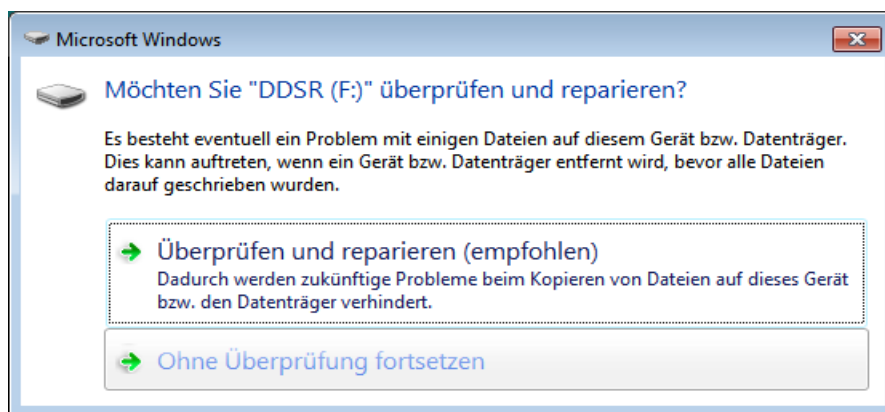 Microsoft Windows
Möchten Sie "DDSR (F:)" überprüfen und reparieren?
Es besteht eventuell ein Problem mit einigen Dateien auf diesem Gerät bzw. Datenträger.
Dies kann auftreten, wenn ein Gerät bzw. Datenträger entfernt wird, bevor alle Dateien
darauf geschrieben wurden.
Überprüfen und reparieren (empfohlen)
Dadurch werden zukünftige Probleme beim Kopieren von Dateien auf dieses Gerät
bzw. den Datenträger verhindert.
Ohne Überprüfung fortsetzen